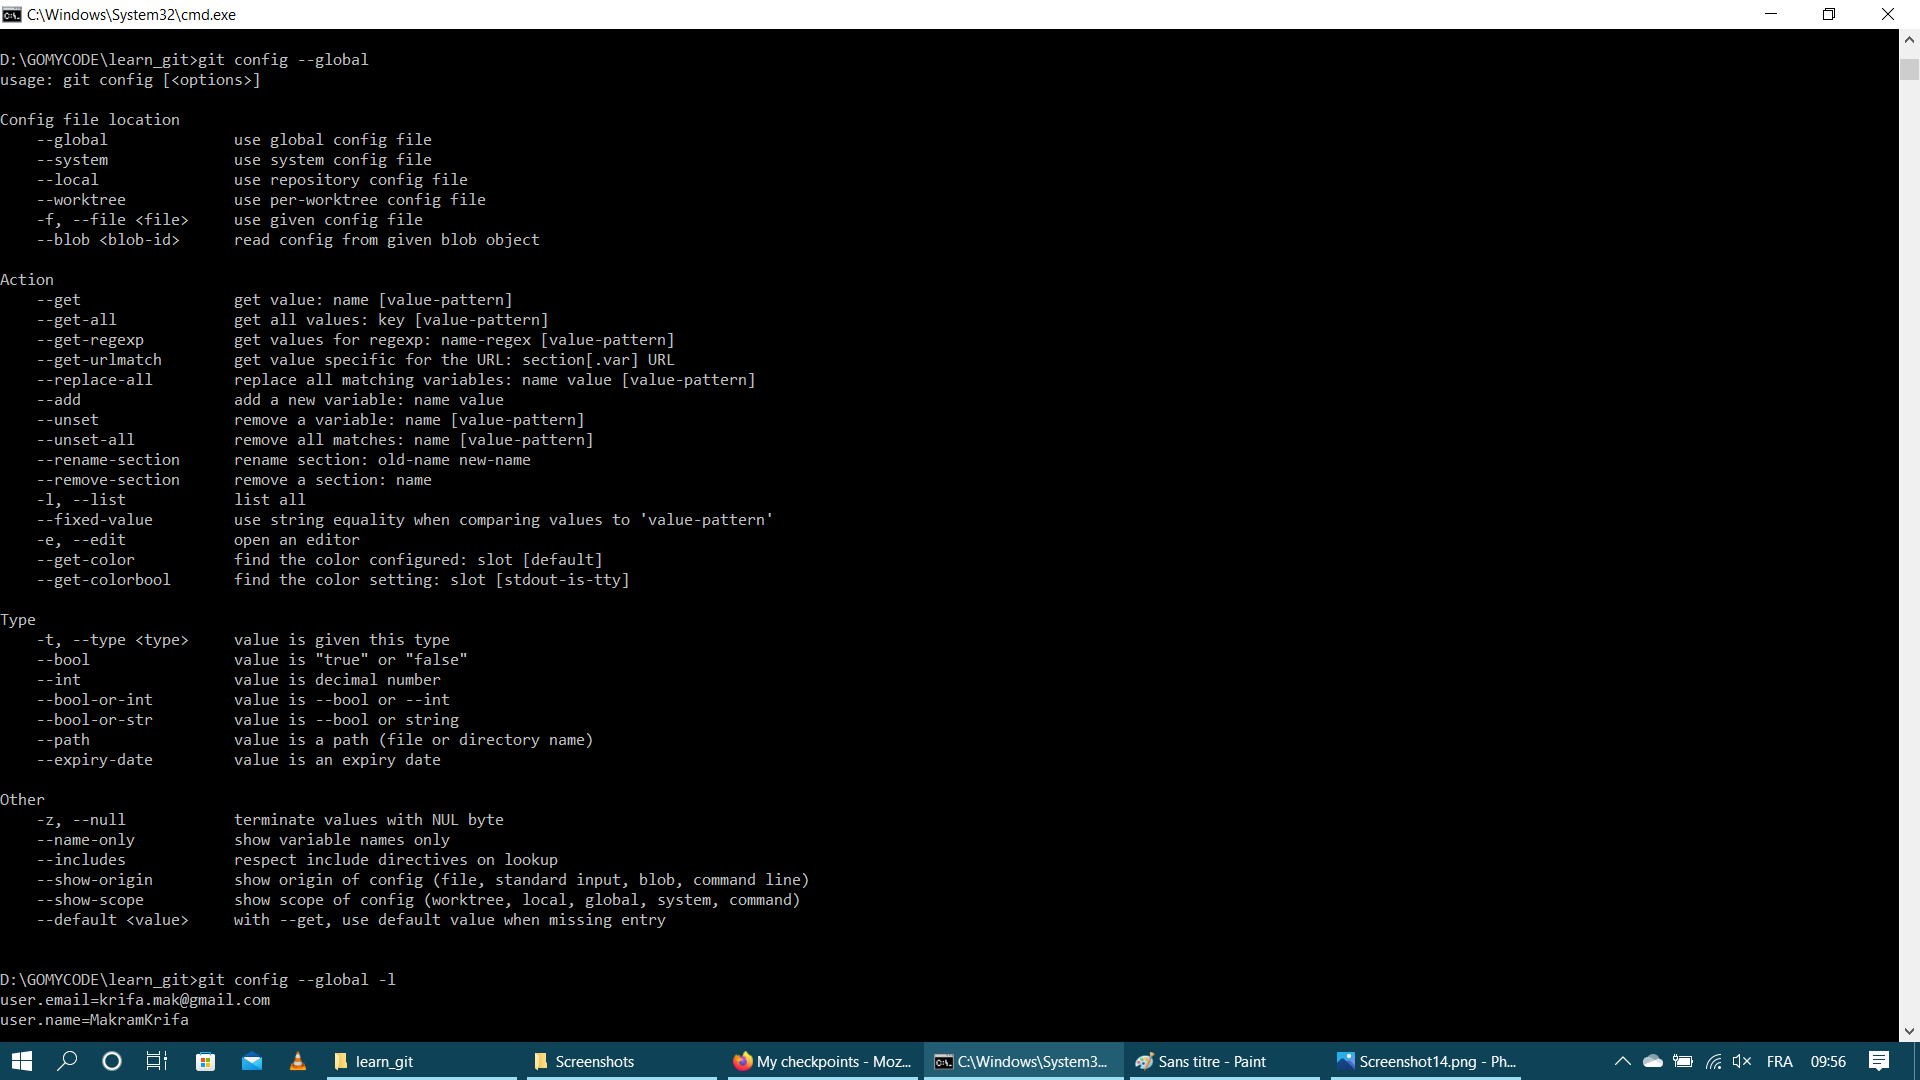 C:\Windows\System32\cmd.exe
D:\GOMYCODE\learn_git>git config --global
usage: git config [<options>]
Config file location
--global use global config file
--system use system config file
--local use repository config file
--worktree use per-worktree config file
-f, --file <file> use given config file
--blob <blob-id> read config from given blob object
Action
--get get value: name [value-pattern]
--get-all get all values: key [value-pattern]
--get-regexp get values for regexp: name-regex [value-pattern]
--get-urlmatch get value specific for the URL: section[.var] URL
--replace-all replace all matching variables: name value [value-pattern]
--add add a new variable: name value
--unset remove a variable: name [value-pattern]
--unset-all remove all matches: name [value-pattern]
--rename-section rename section: old-name new-name
--remove-section remove a section: name
-l, --list list all
--fixed-value use string equality when comparing values to 'value-pattern'
-e, --edit open an editor
--get-color find the color configured: slot [default]
--get-colorbool find the color setting: slot [stdout-is-tty]
Type
-t, --type <type> value is given this type
--bool value is "true" or "false"
--int value is decimal number
--bool-or-int value is --bool or --int
--bool-or-str value is --bool or string
--path value is a path (file or directory name)
--expiry-date value is an expiry date
Other
-z, --null terminate values with NUL byte
--name-only show variable names only
--includes respect include directives on lookup
--show-origin show origin of config (file, standard input, blob, command line)
--show-scope show scope of config (worktree, local, global, system, command)
--default <value> with --get, use default value when missing entry
D:\GOMYCODE\learn_git>git config --global -l
user.email=krifa.mak@gmail.com
user.name=MakramKrifa
learn_git Screenshots My checkpoints - Moz... C:\Windows\System3... Sans titre - Paint Screenshot14.png - Ph... FRA 09:56